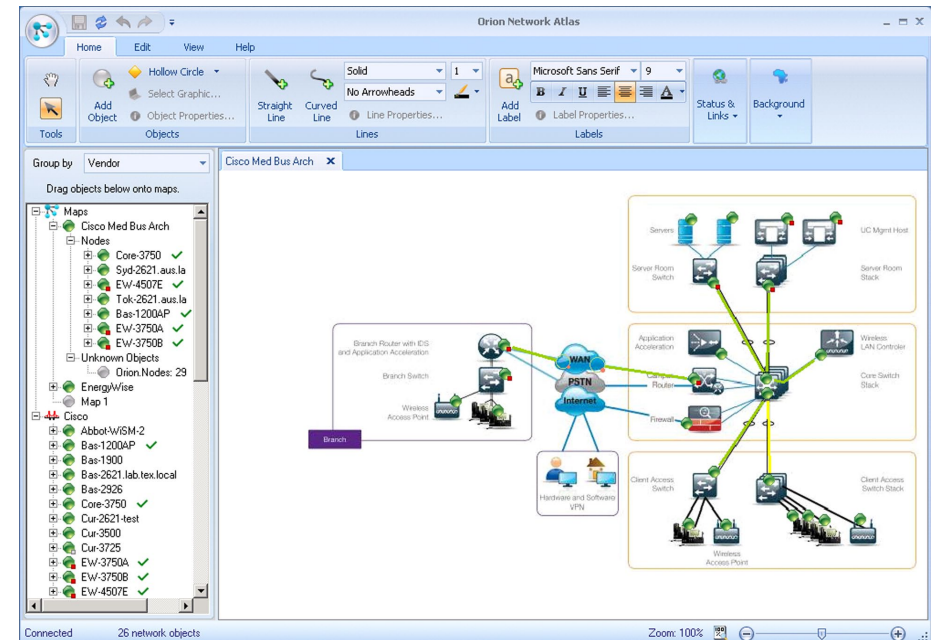 Orion Network Atlas
Home Edit View Help
Hollow Circle
Select Graphic...
Object Properties...
Add Object
Tools
Objects
Straight Line
Curved Line
Solid
1
No Arrowheads
Line Properties...
Lines
Add Label
Microsoft Sans Serif
9
B I U
A
Label Properties...
Labels
Status & Links
Background
Group by Vendor
Drag objects below onto maps.
Cisco Med Bus Arch
Maps
Cisco Med Bus Arch
Nodes
Core-3750
Syd-2621.aus.la
EW-4507E
Tok-2621.aus.la
Bas-1200AP
EW-3750A
EW-3750B
Unknown Objects
Orion.Nodes: 29
EnergyWise
Map 1
Cisco
Abbot-WiSM-2
Bas-1200AP
Bas-1900
Bas-2621.lab.tex.local
Bas-2926
Core-3750
Cur-2621-test
Cur-3500
Cur-3725
EW-3750A
EW-3750B
EW-4507E
Servers
UC Mgmt Host
Server Room
Switch
Server Room
Stack
Branch Router with IDS
and Application Acceleration
Branch Switch
Wireless
Access Point
Branch
WAN
PSTN
Internet
Application
Acceleration
Wireless
LAN Controler
Router
Core Switch
Stack
Firewall
Hardware and Software
VPN
Client Access
Switch
Client Access
Switch Stack
Wireless
Access Point
Connected
26 network objects
Zoom: 100%